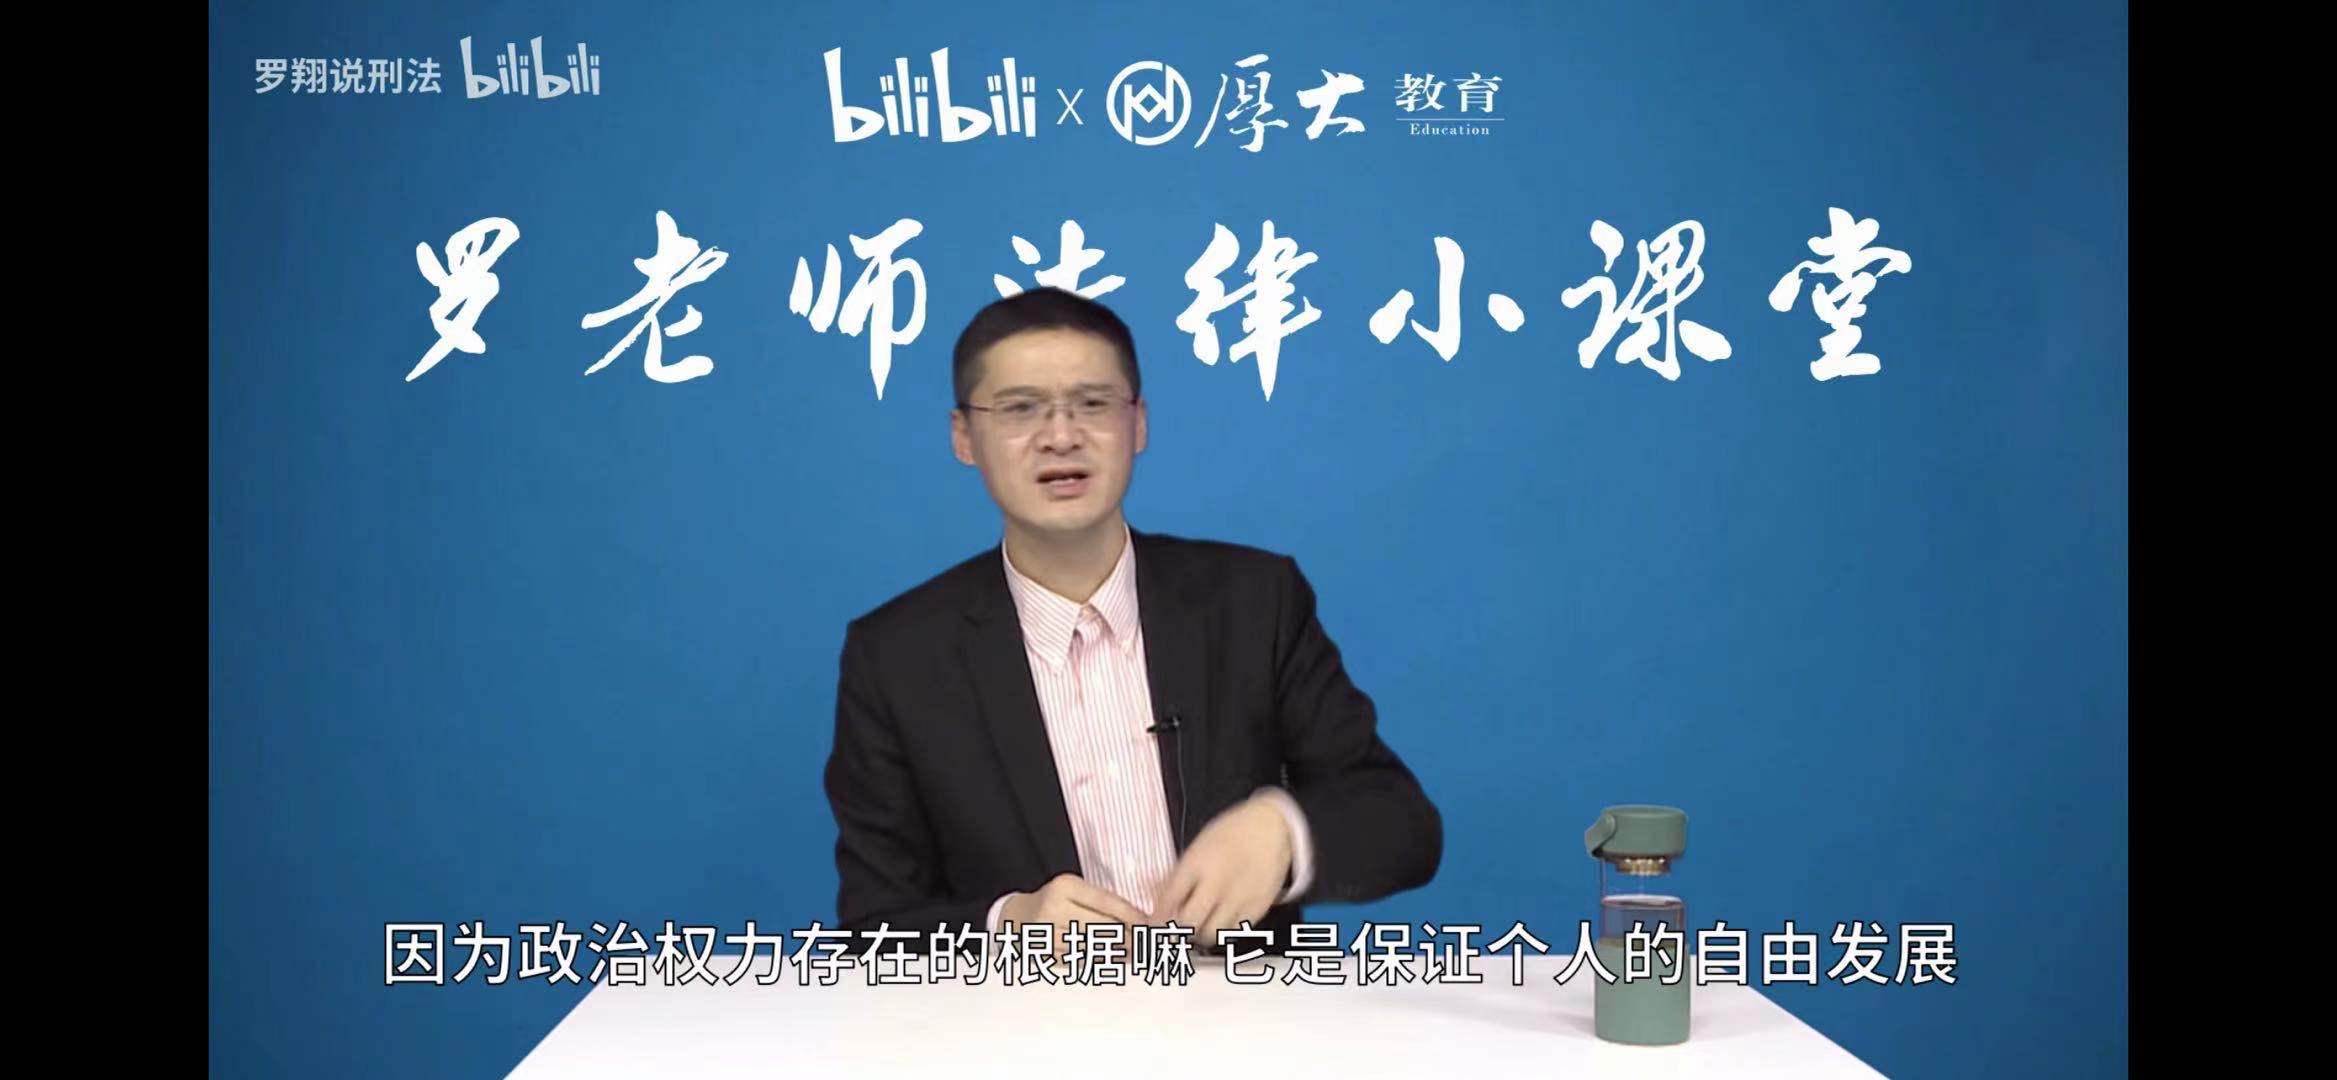 罗翔说刑法 bilibili
bilibili X 厚大 教育
Education
罗老师法律小课堂
因为政治权力存在的根据嘛 它是保证个人的自由发展